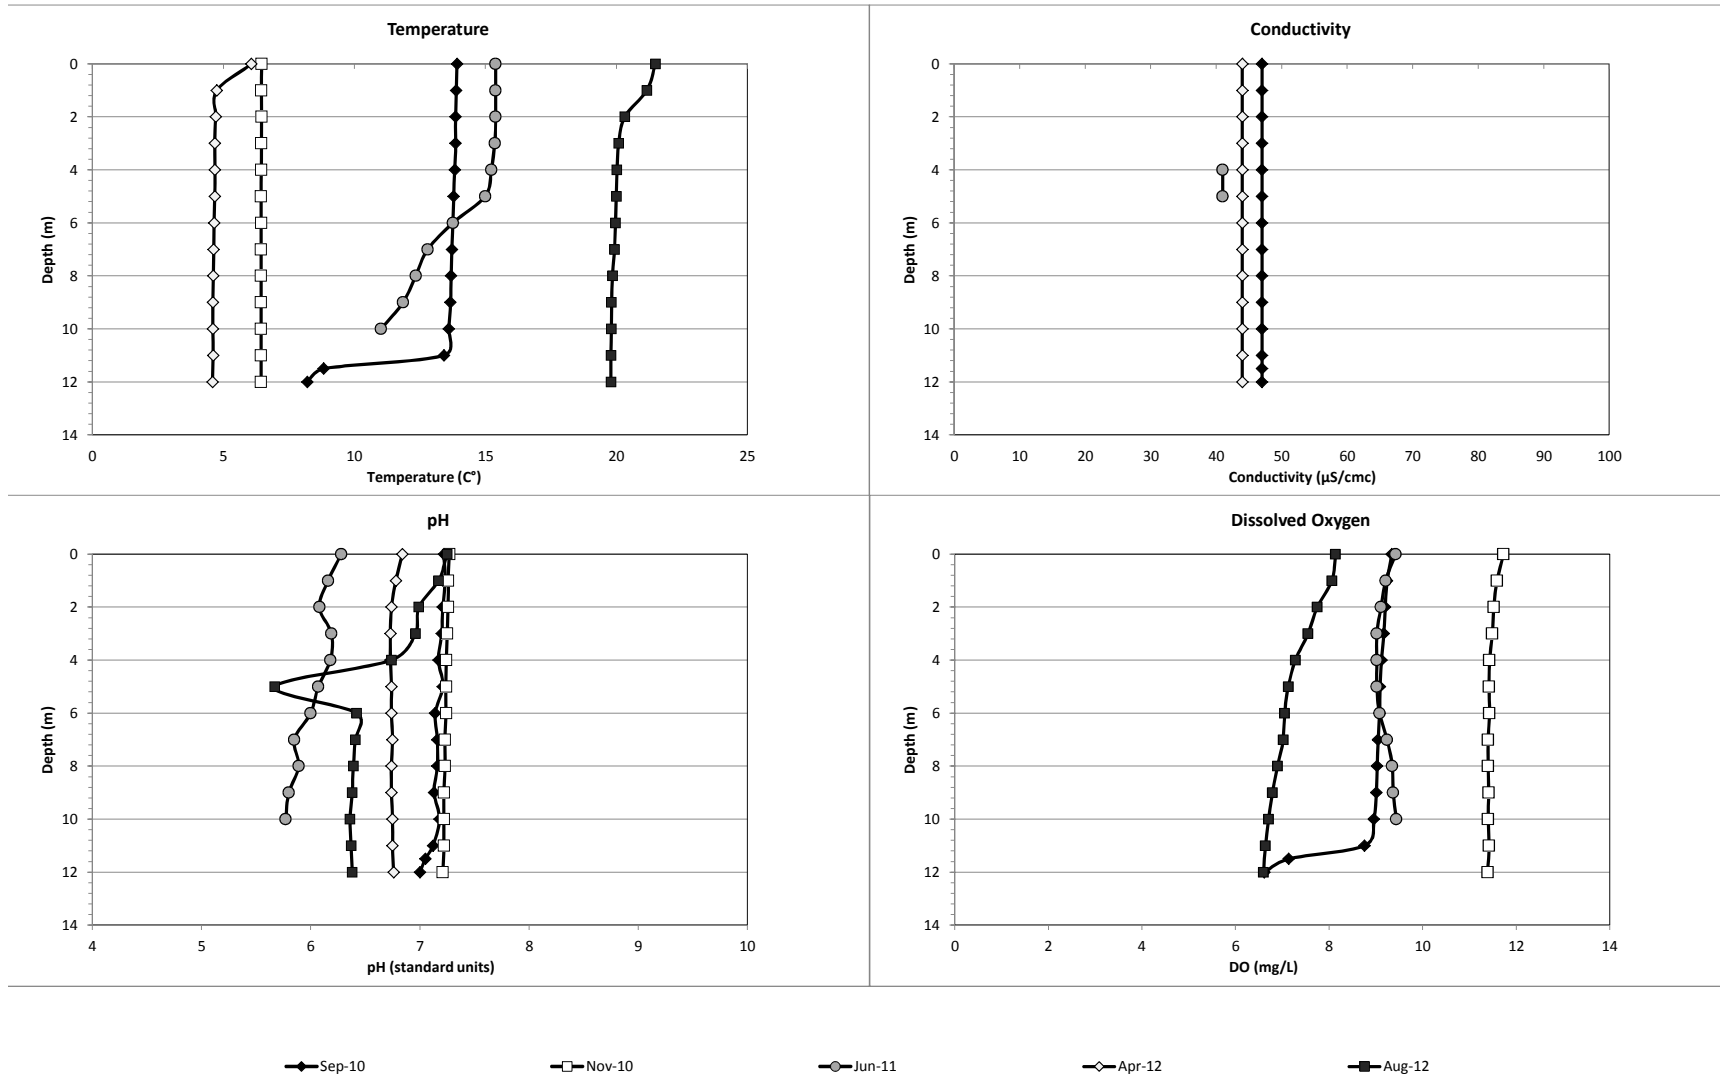 Temperature
0
2
4
6
8
10
12
14
Depth (m)
0 5 10 15 20 25
Temperature (C°)
Conductivity
0
2
4
6
8
10
12
14
Depth (m)
0 10 20 30 40 50 60 70 80 90 100
Conductivity (µS/cmc)
pH
0
2
4
6
8
10
12
14
Depth (m)
4 5 6 7 8 9 10
pH (standard units)
Dissolved Oxygen
0
2
4
6
8
10
12
14
Depth (m)
0 2 4 6 8 10 12 14
DO (mg/L)
Sep-10 Nov-10 Jun-11 Apr-12 Aug-12